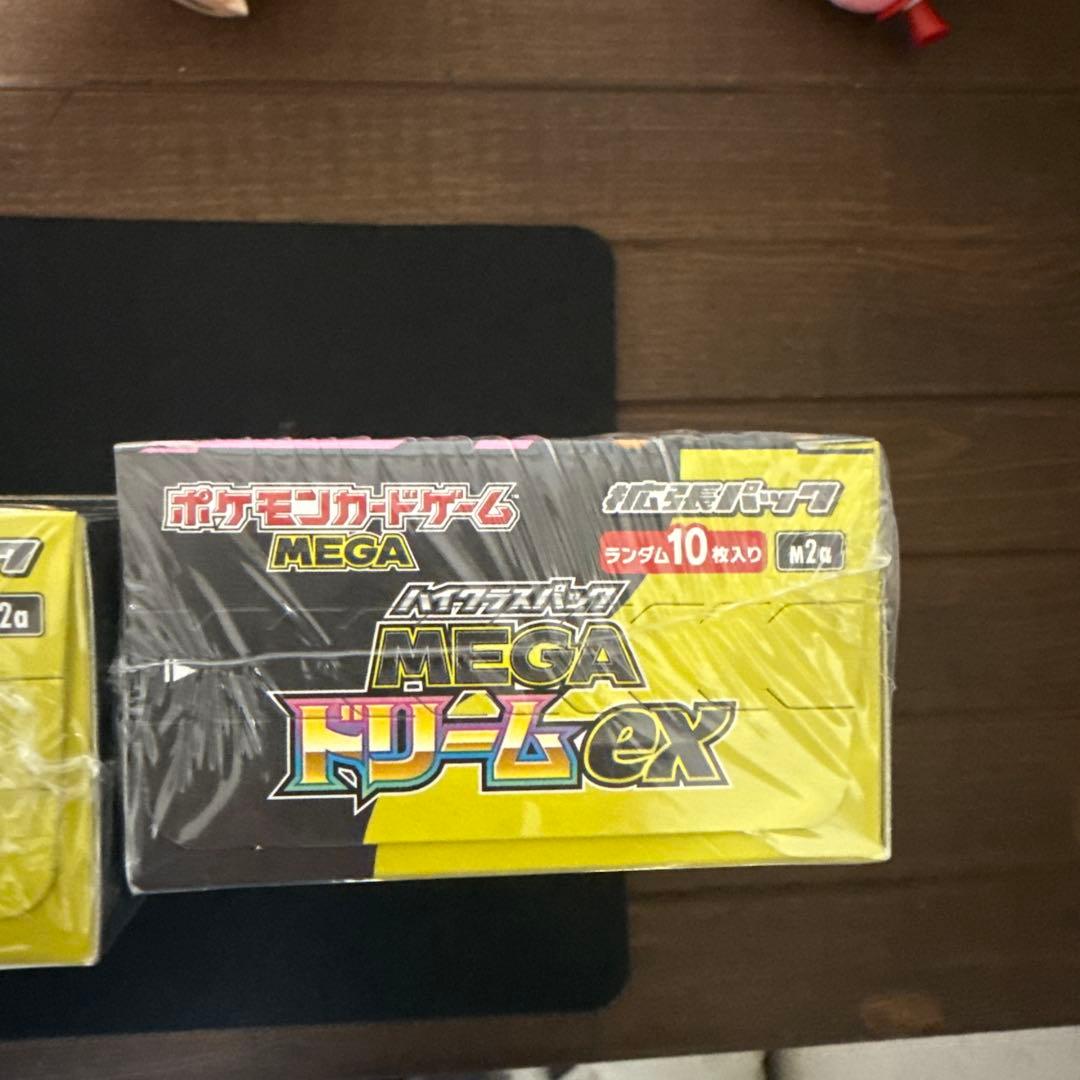 ポケモンカードゲーム
MEGA
拡張パック
ランダム10枚入り
M2a
ハイクラスパック
MEGA
ドリームex
2a